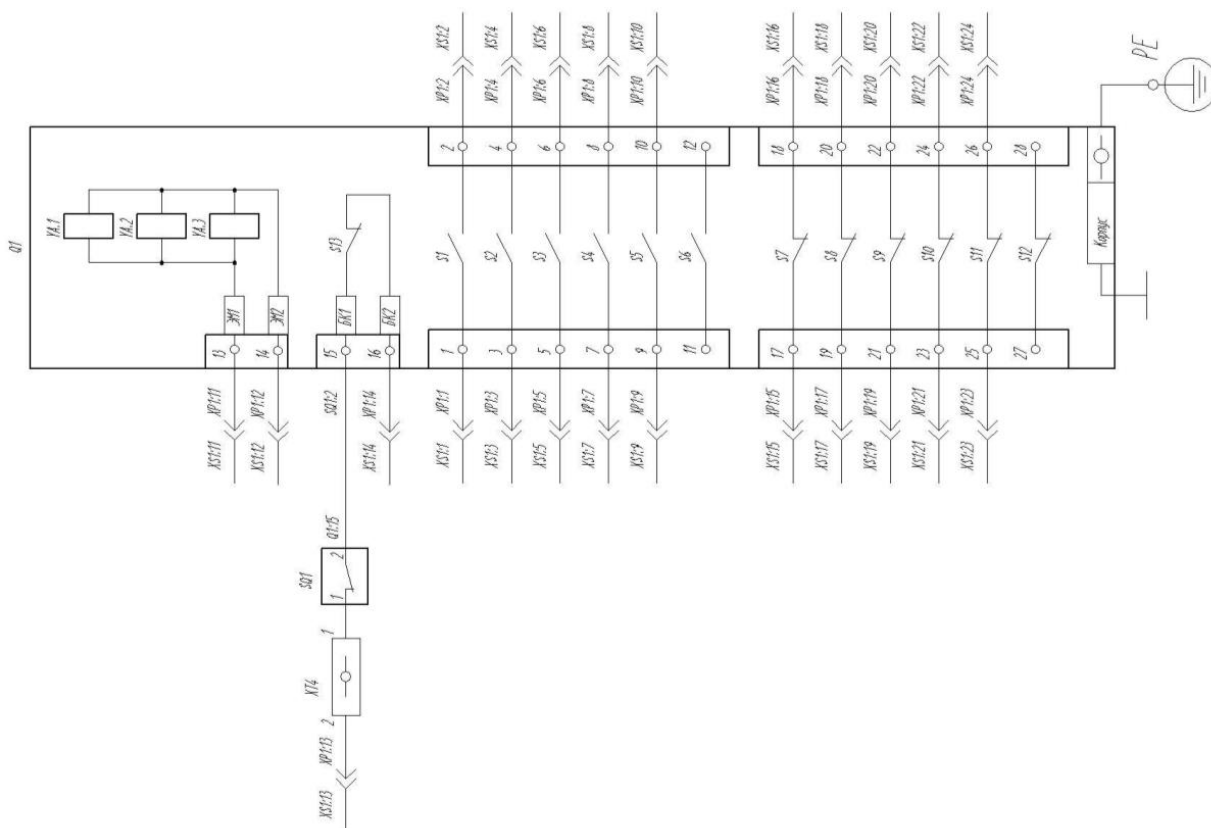 Q1
YA.1
YA.2
YA.3
ЭМ1
ЭМ2
13
14
XP1:11
XP1:12
XS1:11
XS1:12
S13
БК1
БК2
15
16
SQ1:2
XP1:14
XS1:14
Q1:15
SQ1
1
2
XT4
1
2
XP1:13
XS1:13
XS1:2
XS1:4
XS1:6
XS1:8
XS1:10
XP1:2
XP1:4
XP1:6
XP1:8
XP1:10
2
4
6
8
10
12
S1
S2
S3
S4
S5
S6
1
3
5
7
9
11
XP1:1
XP1:3
XP1:5
XP1:7
XP1:9
XS1:1
XS1:3
XS1:5
XS1:7
XS1:9
XS1:16
XS1:18
XS1:20
XS1:22
XS1:24
XP1:16
XP1:18
XP1:20
XP1:22
XP1:24
18
20
22
24
26
28
S7
S8
S9
S10
S11
S12
17
19
21
23
25
27
XP1:15
XP1:17
XP1:19
XP1:21
XP1:23
XS1:15
XS1:17
XS1:19
XS1:21
XS1:23
PE
Корпус